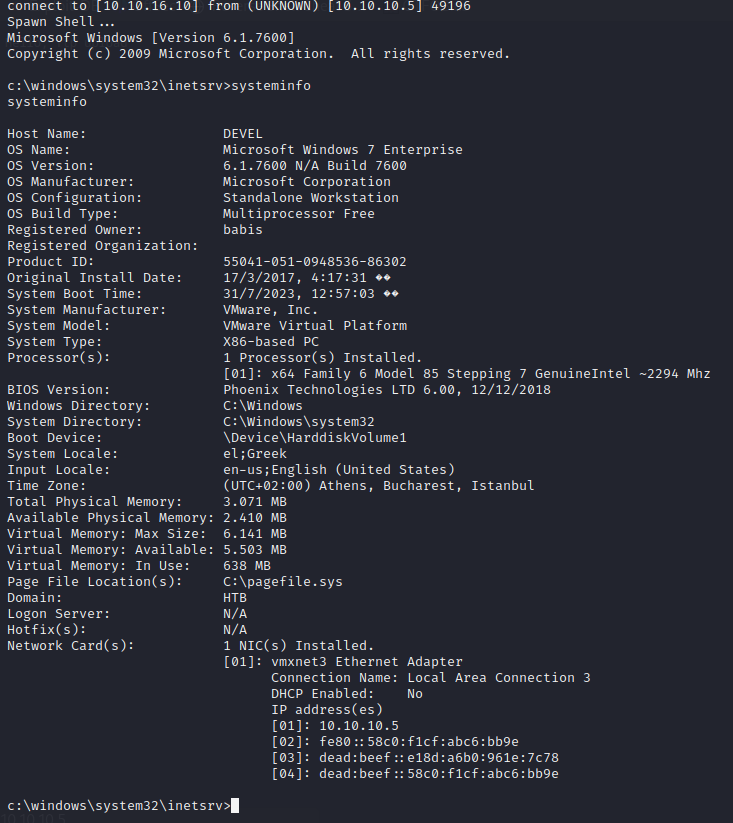 connect to [10.10.16.10] from (UNKNOWN) [10.10.10.5] 49196
Spawn Shell...
Microsoft Windows [Version 6.1.7600]
Copyright (c) 2009 Microsoft Corporation.  All rights reserved.

c:\windows\system32\inetsrv>systeminfo
systeminfo

Host Name:                 DEVEL
OS Name:                   Microsoft Windows 7 Enterprise
OS Version:                6.1.7600 N/A Build 7600
OS Manufacturer:           Microsoft Corporation
OS Configuration:          Standalone Workstation
OS Build Type:             Multiprocessor Free
Registered Owner:          babis
Registered Organization:
Product ID:                55041-051-0948536-86302
Original Install Date:     17/3/2017, 4:17:31 ��
System Boot Time:          31/7/2023, 12:57:03 ��
System Manufacturer:       VMware, Inc.
System Model:              VMware Virtual Platform
System Type:               X86-based PC
Processor(s):              1 Processor(s) Installed.
                           [01]: x64 Family 6 Model 85 Stepping 7 GenuineIntel ~2294 Mhz
BIOS Version:              Phoenix Technologies LTD 6.00, 12/12/2018
Windows Directory:         C:\Windows
System Directory:          C:\Windows\system32
Boot Device:               \Device\HarddiskVolume1
System Locale:             el;Greek
Input Locale:              en-us;English (United States)
Time Zone:                 (UTC+02:00) Athens, Bucharest, Istanbul
Total Physical Memory:     3.071 MB
Available Physical Memory: 2.410 MB
Virtual Memory: Max Size:  6.141 MB
Virtual Memory: Available: 5.503 MB
Virtual Memory: In Use:    638 MB
Page File Location(s):     C:\pagefile.sys
Domain:                    HTB
Logon Server:              N/A
Hotfix(s):                 N/A
Network Card(s):           1 NIC(s) Installed.
                           [01]: vmxnet3 Ethernet Adapter
                                 Connection Name: Local Area Connection 3
                                 DHCP Enabled:    No
                                 IP address(es)
                                 [01]: 10.10.10.5
                                 [02]: fe80::58c0:f1cf:abc6:bb9e
                                 [03]: dead:beef::e18d:a6b0:961e:7c78
                                 [04]: dead:beef::58c0:f1cf:abc6:bb9e

c:\windows\system32\inetsrv>